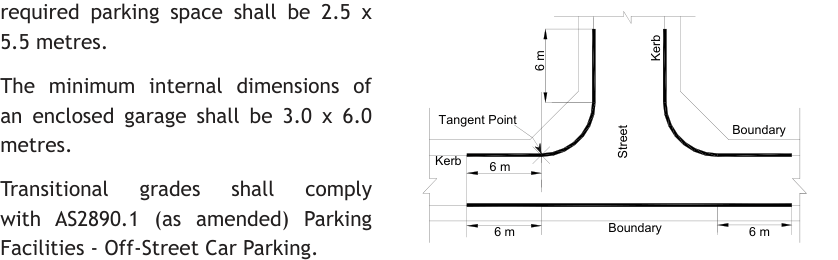 required parking space shall be 2.5 x
5.5 metres.
The minimum internal dimensions of
an enclosed garage shall be 3.0 x 6.0
metres.
Transitional grades shall comply
with AS2890.1 (as amended) Parking
Facilities - Off-Street Car Parking.
6 m
Kerb
Tangent Point
Street
Boundary
Kerb
6 m
6 m
Boundary
6 m